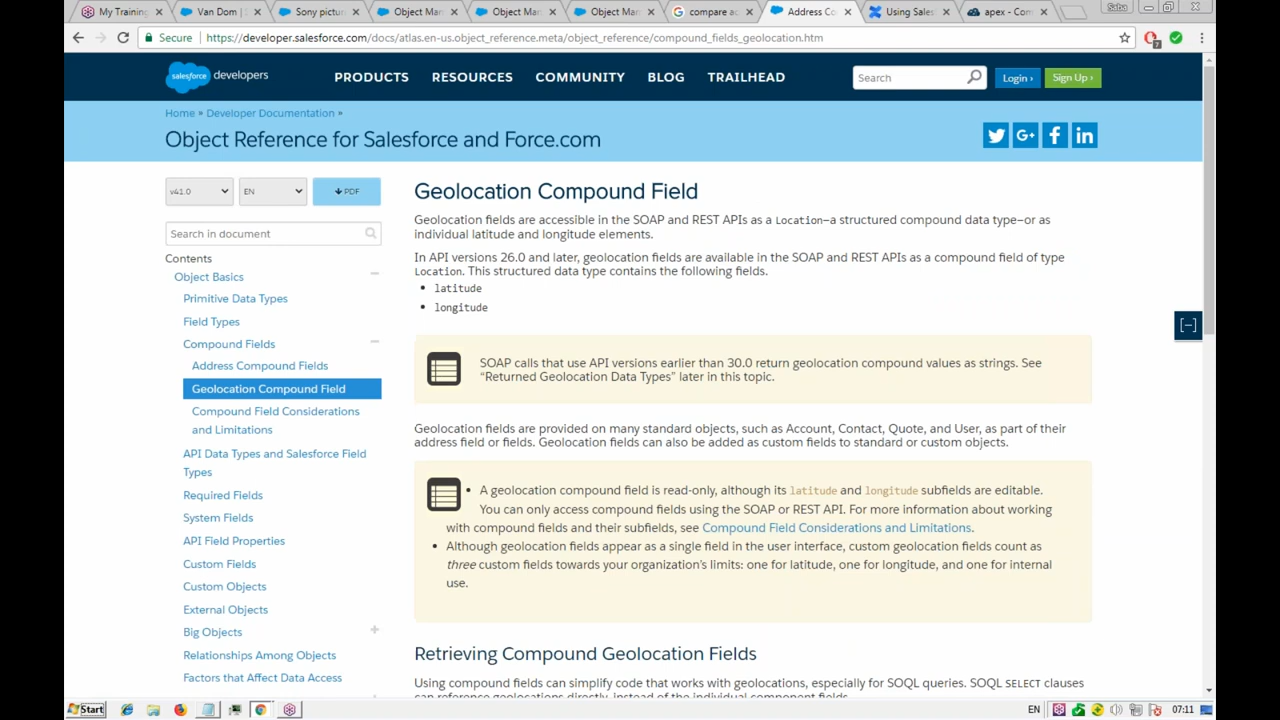 My Training
Van Dom |
Sony pictur
Object Man
Object Man
Object Man
compare ac
Address Co
Using Sales
apex - Com
Saba
Secure
https://developer.salesforce.com/docs/atlas.en-us.object_reference.meta/object_reference/compound_fields_geolocation.htm
salesforce developers
PRODUCTS
RESOURCES
COMMUNITY
BLOG
TRAILHEAD
Search
Login ›
Sign Up ›
Home » Developer Documentation »
Object Reference for Salesforce and Force.com
v41.0
EN
PDF
Search in document
Contents
Object Basics
Primitive Data Types
Field Types
Compound Fields
Address Compound Fields
Geolocation Compound Field
Compound Field Considerations
and Limitations
API Data Types and Salesforce Field
Types
Required Fields
System Fields
API Field Properties
Custom Fields
Custom Objects
External Objects
Big Objects
Relationships Among Objects
Factors that Affect Data Access
Geolocation Compound Field
Geolocation fields are accessible in the SOAP and REST APIs as a Location—a structured compound data type—or as
individual latitude and longitude elements.
In API versions 26.0 and later, geolocation fields are available in the SOAP and REST APIs as a compound field of type
Location. This structured data type contains the following fields.
• latitude
• longitude
SOAP calls that use API versions earlier than 30.0 return geolocation compound values as strings. See
“Returned Geolocation Data Types” later in this topic.
Geolocation fields are provided on many standard objects, such as Account, Contact, Quote, and User, as part of their
address field or fields. Geolocation fields can also be added as custom fields to standard or custom objects.
• A geolocation compound field is read-only, although its latitude and longitude subfields are editable.
You can only access compound fields using the SOAP or REST API. For more information about working
with compound fields and their subfields, see Compound Field Considerations and Limitations.
• Although geolocation fields appear as a single field in the user interface, custom geolocation fields count as
three custom fields towards your organization’s limits: one for latitude, one for longitude, and one for internal
use.
Retrieving Compound Geolocation Fields
Using compound fields can simplify code that works with geolocations, especially for SOQL queries. SOQL SELECT clauses
can reference geolocations directly, instead of the individual component fields.
[-]
Start
EN
07:11